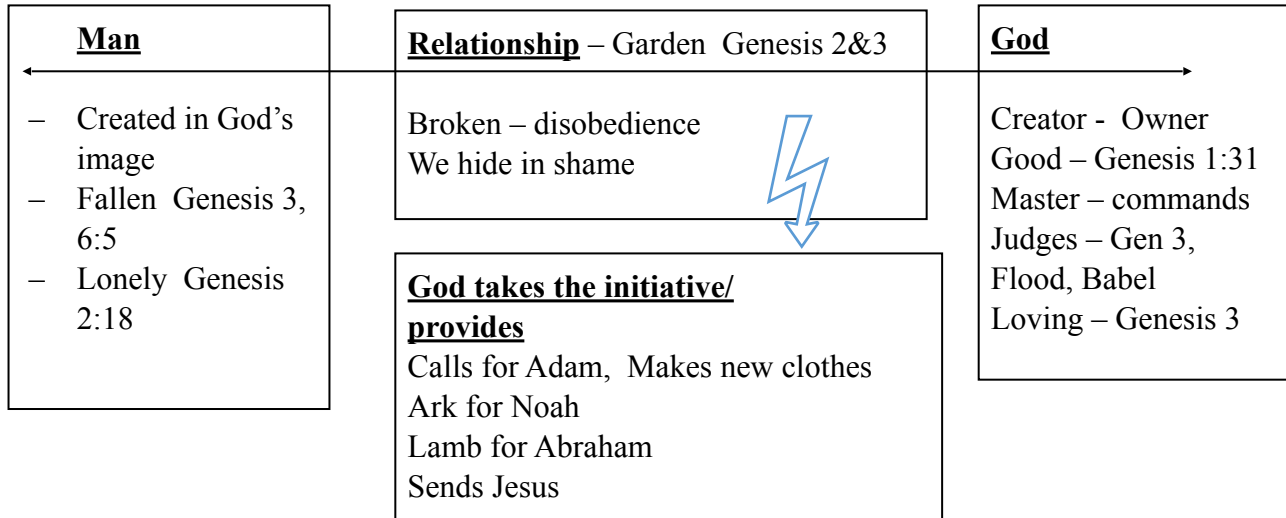 Man
– Created in God’s
image
– Fallen Genesis 3,
6:5
– Lonely Genesis
2:18
Relationship – Garden Genesis 2&3
Broken – disobedience
We hide in shame
God takes the initiative/
provides
Calls for Adam, Makes new clothes
Ark for Noah
Lamb for Abraham
Sends Jesus
God
Creator - Owner
Good – Genesis 1:31
Master – commands
Judges – Gen 3,
Flood, Babel
Loving – Genesis 3